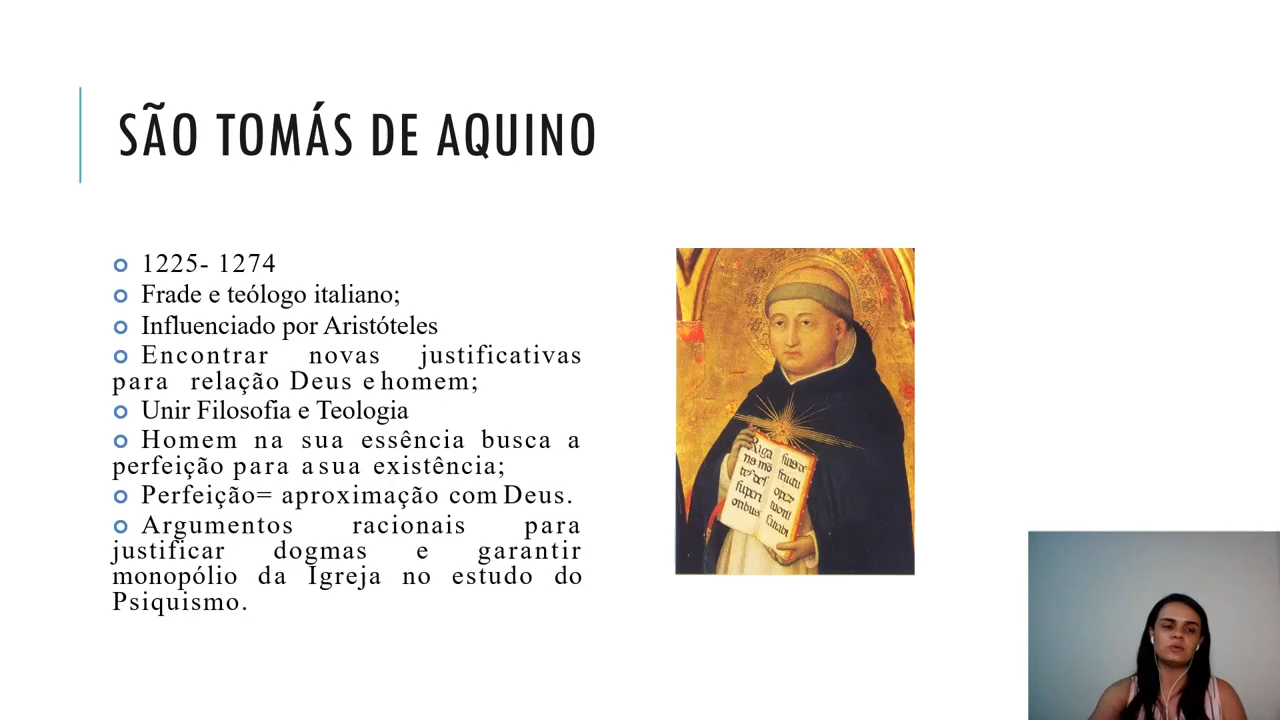 SÃO TOMÁS DE AQUINO
1225- 1274
Frade e teólogo italiano;
Influenciado por Aristóteles
Encontrar novas justificativas
para relação Deus e homem;
Unir Filosofia e Teologia
Homem na sua essência busca a
perfeição para a sua existência;
Perfeição= aproximação com Deus.
Argumentos racionais para
justificar dogmas e garantir
monopólio da Igreja no estudo do
Psiquismo.